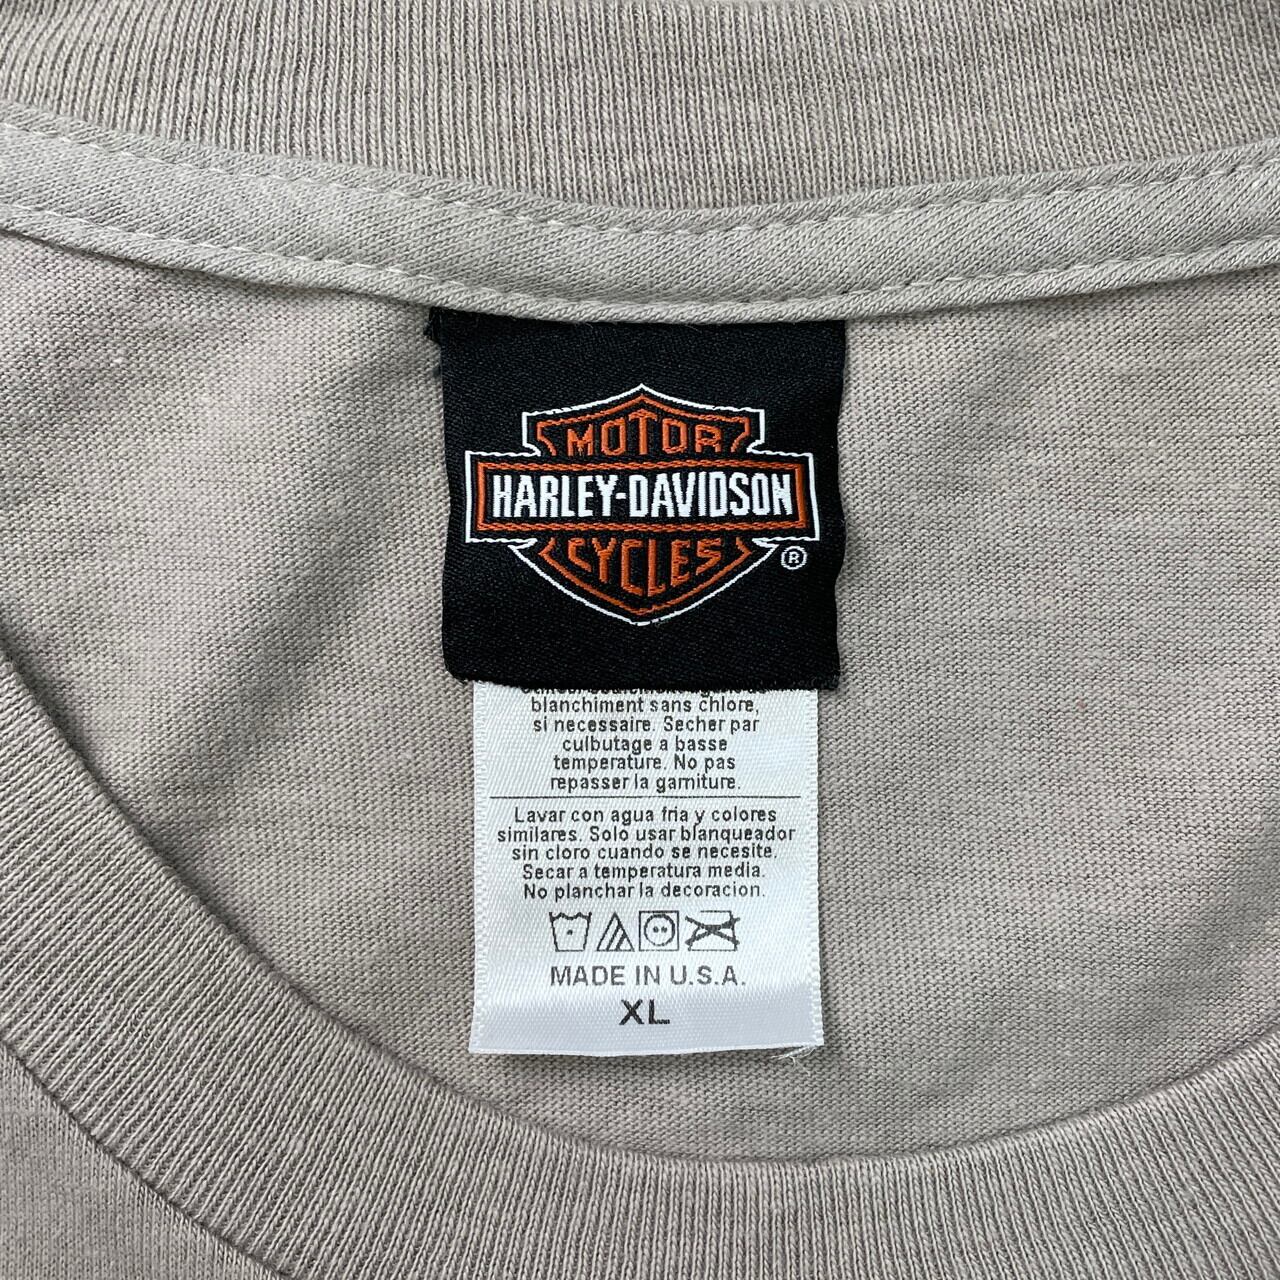 MOTOR
HARLEY-DAVIDSON
CYCLES
®
blanchiment sans chlore,
si necessaire. Secher par
culbutage a basse
temperature. No pas
repasser la garniture.
Lavar con agua fria y colores
similares. Solo usar blanqueador
sin cloro cuando se necesite.
Secar a temperatura media.
No planchar la decoracion.
MADE IN U.S.A.
XL